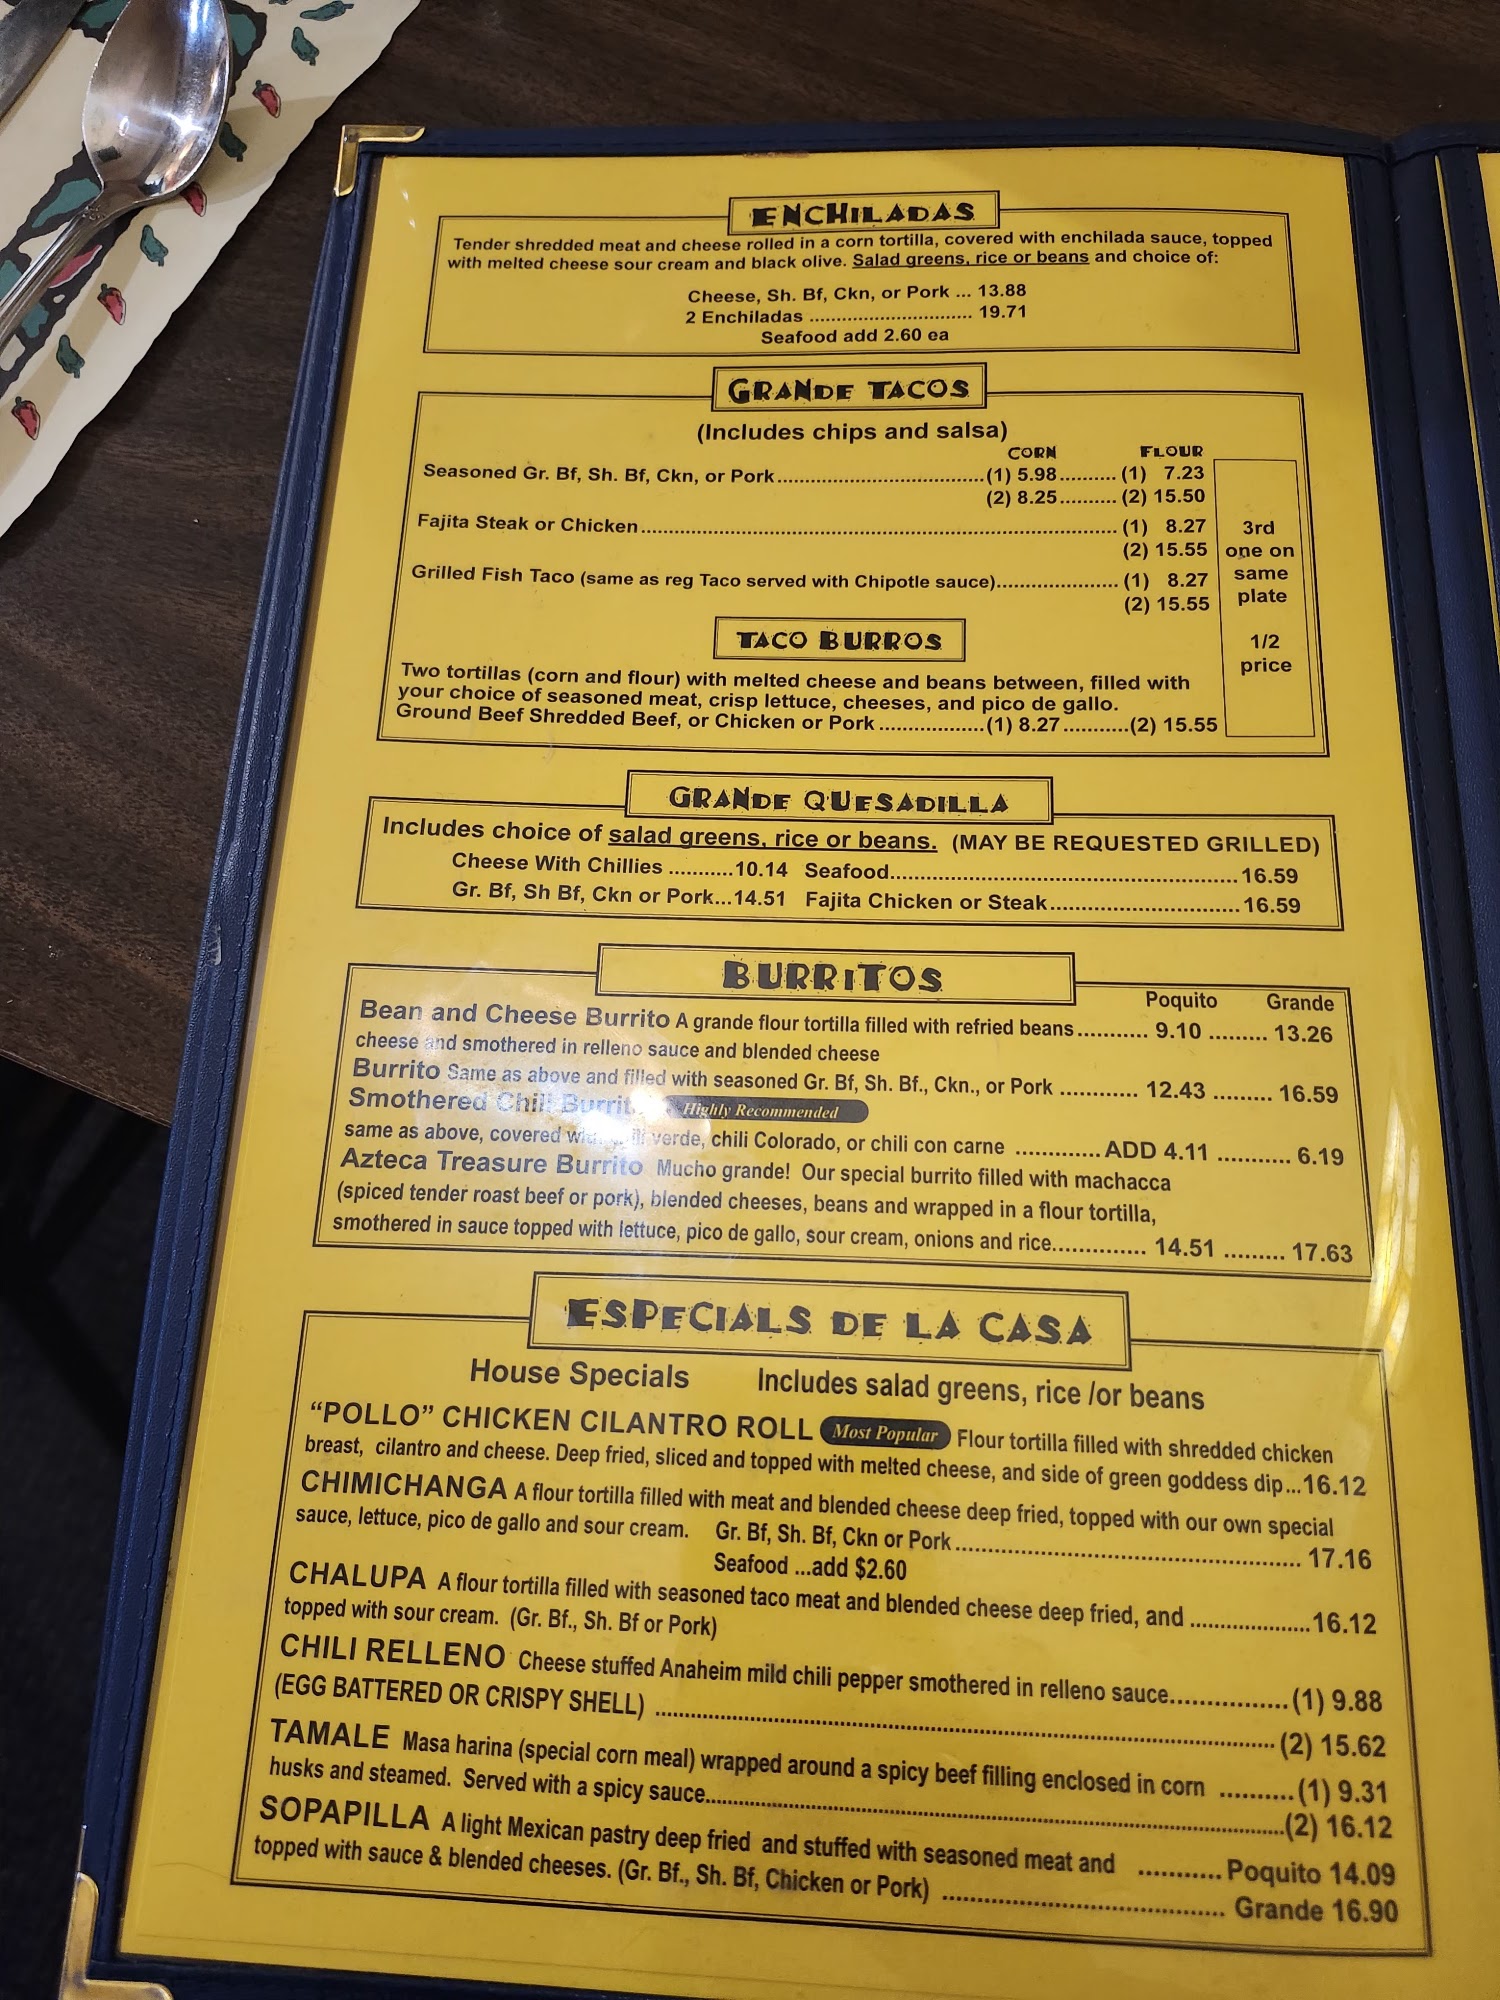 ENCHILADAS
Tender shredded meat and cheese rolled in a corn tortilla, covered with enchilada sauce, topped
with melted cheese sour cream and black olive. Salad greens, rice or beans and choice of:
Cheese, Sh. Bf, Ckn, or Pork ... 13.88
2 Enchiladas .............................. 19.71
Seafood add 2.60 ea
GRANDE TACOS
(Includes chips and salsa)
CORN FLOUR
Seasoned Gr. Bf, Sh. Bf, Ckn, or Pork....................................(1) 5.98.......... (1) 7.23
(2) 8.25.......... (2) 15.50
Fajita Steak or Chicken.................................................................. (1) 8.27
(2) 15.55
Grilled Fish Taco (same as reg Taco served with Chipotle sauce)..................... (1) 8.27
(2) 15.55
3rd
one on
same
plate
1/2
price
TACO BURROS
Two tortillas (corn and flour) with melted cheese and beans between, filled with
your choice of seasoned meat, crisp lettuce, cheeses, and pico de gallo.
Ground Beef Shredded Beef, or Chicken or Pork ..................(1) 8.27...........(2) 15.55
GRANDE QUESADILLA
Includes choice of salad greens, rice or beans. (MAY BE REQUESTED GRILLED)
Cheese With Chillies ...........10.14 Seafood.........................................................16.59
Gr. Bf, Sh Bf, Ckn or Pork...14.51 Fajita Chicken or Steak...............................16.59
BURRITOS
Poquito Grande
Bean and Cheese Burrito A grande flour tortilla filled with refried beans........... 9.10 ......... 13.26
cheese and smothered in relleno sauce and blended cheese
Burrito Same as above and filled with seasoned Gr. Bf, Sh. Bf., Ckn., or Pork ............ 12.43 ......... 16.59
Smothered Chili Burrito Highly Recommended
same as above, covered with chili verde, chili Colorado, or chili con carne ............. ADD 4.11 ........... 6.19
Azteca Treasure Burrito Mucho grande! Our special burrito filled with machacca
(spiced tender roast beef or pork), blended cheeses, beans and wrapped in a flour tortilla,
smothered in sauce topped with lettuce, pico de gallo, sour cream, onions and rice.............. 14.51 ......... 17.63
ESPECIALS DE LA CASA
House Specials Includes salad greens, rice /or beans
"POLLO" CHICKEN CILANTRO ROLL Most Popular Flour tortilla filled with shredded chicken
breast, cilantro and cheese. Deep fried, sliced and topped with melted cheese, and side of green goddess dip...16.12
CHIMICHANGA A flour tortilla filled with meat and blended cheese deep fried, topped with our own special
sauce, lettuce, pico de gallo and sour cream. Gr. Bf, Sh. Bf, Ckn or Pork...................................................... 17.16
Seafood ...add $2.60
CHALUPA A flour tortilla filled with seasoned taco meat and blended cheese deep fried, and ....................16.12
topped with sour cream. (Gr. Bf., Sh. Bf or Pork)
CHILI RELLENO Cheese stuffed Anaheim mild chili pepper smothered in relleno sauce.................(1) 9.88
(EGG BATTERED OR CRISPY SHELL) .................................................................................................. (2) 15.62
TAMALE Masa harina (special corn meal) wrapped around a spicy beef filling enclosed in corn ..........(1) 9.31
husks and steamed. Served with a spicy sauce...............................................................................................(2) 16.12
SOPAPILLA A light Mexican pastry deep fried and stuffed with seasoned meat and ........... Poquito 14.09
topped with sauce & blended cheeses. (Gr. Bf., Sh. Bf, Chicken or Pork) .............................................. Grande 16.90